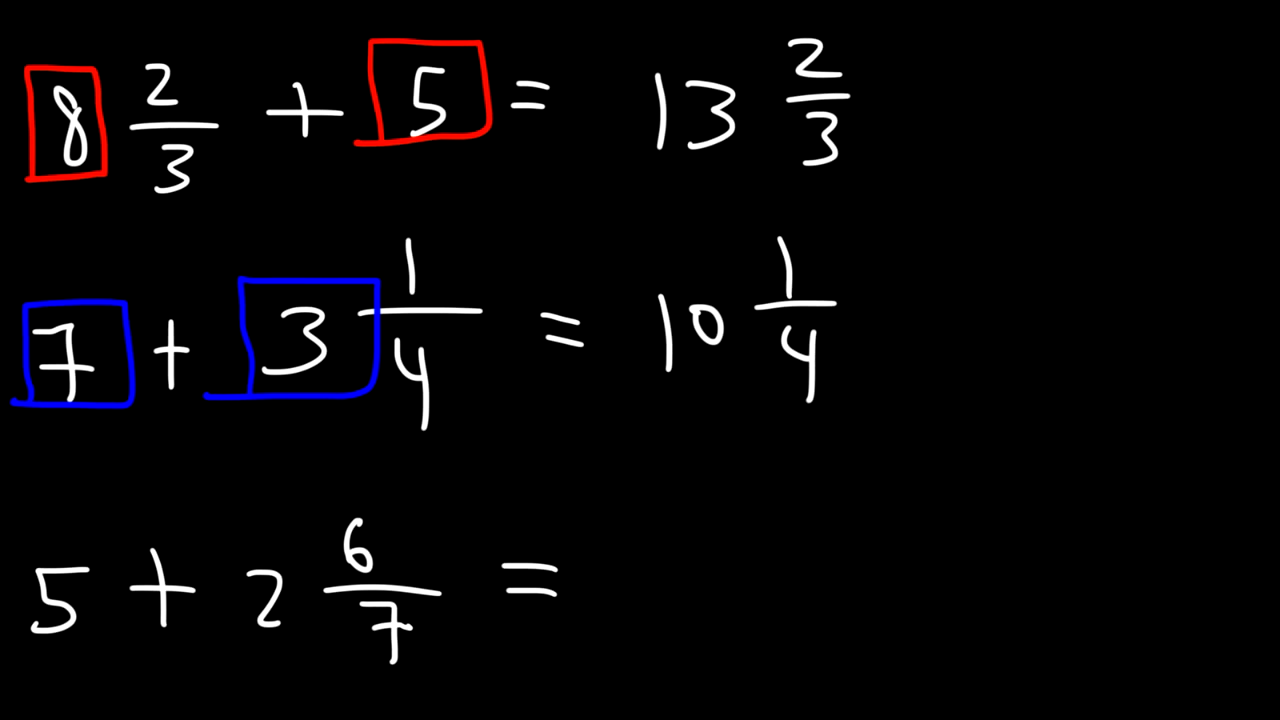 8 2/3 + 5 = 13 2/3
7 + 3 1/4 = 10 1/4
5 + 2 6/7 =